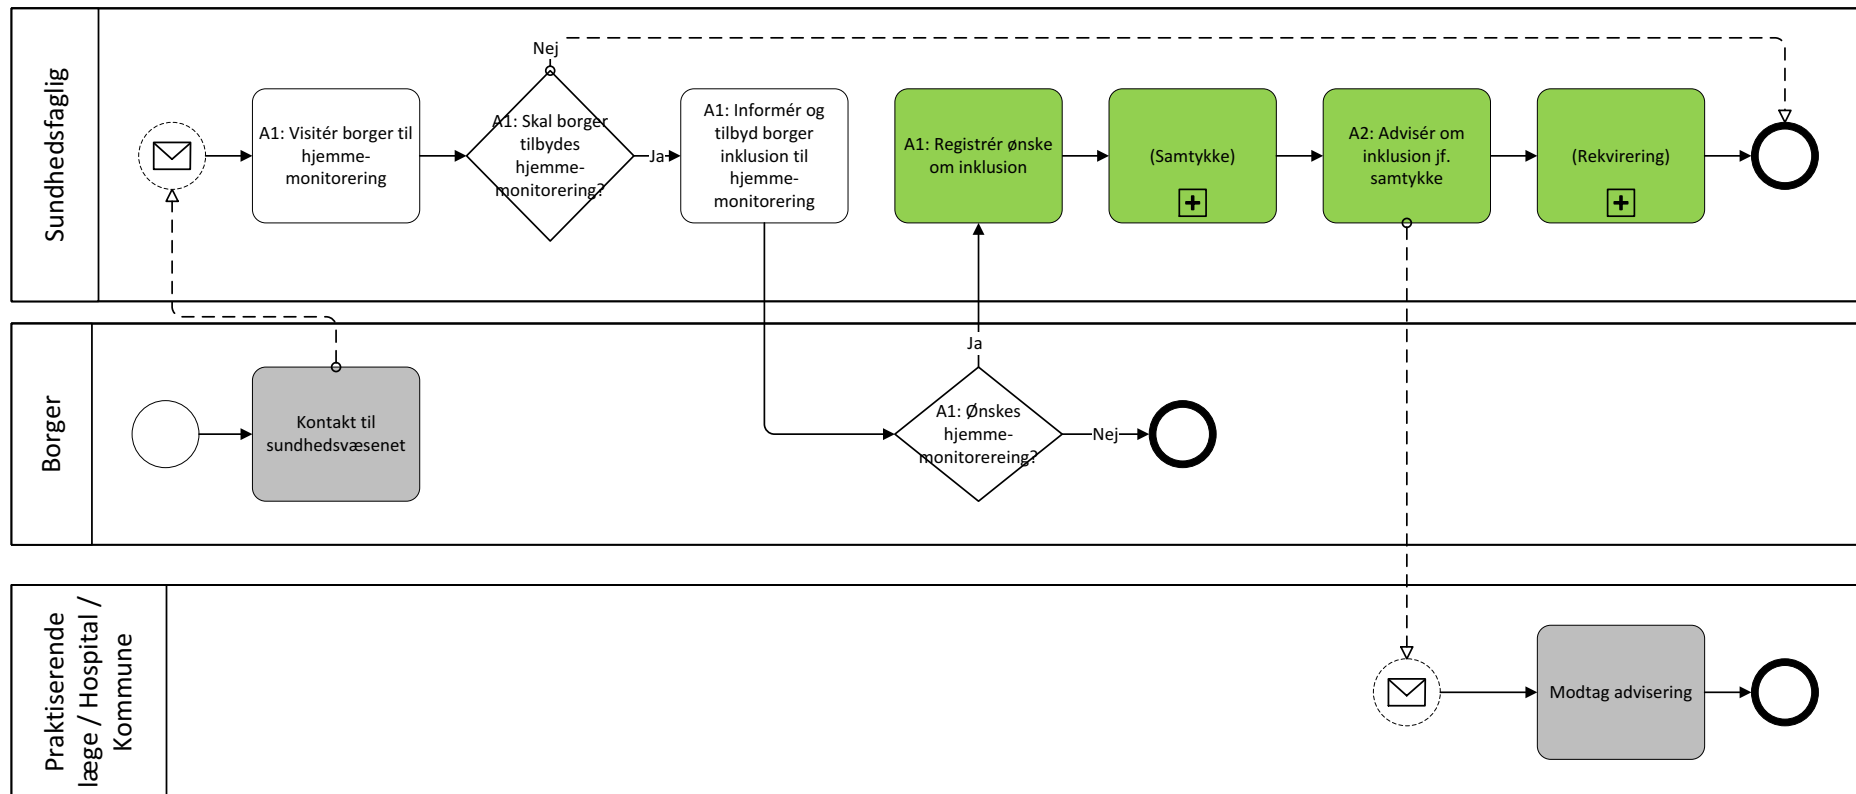 Sundhedsfaglig
Nej
A1: Visitér borger til
hjemme-
monitorering
A1: Skal borger
tilbydes
hjemme-
monitorering?
Ja
A1: Informér og
tilbyd borger
inklusion til
hjemme-
monitorering
A1: Registrér ønske
om inklusion
(Samtykke)
A2: Advisér om
inklusion jf.
samtykke
(Rekvirering)
Borger
Kontakt til
sundhedsvæsenet
Ja
A1: Ønskes
hjemme-
monitorereing?
Nej
Praktiserende
læge / Hospital /
Kommune
Modtag advisering